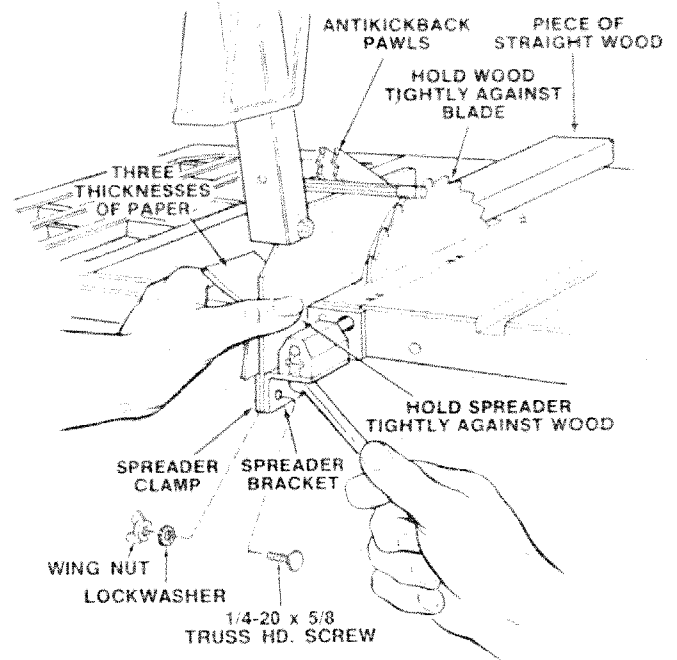 ANTIKICKBACK
PAWLS
PIECE OF
STRAIGHT WOOD
HOLD WOOD
TIGHTLY AGAINST
BLADE
THREE
THICKNESSES
OF PAPER
HOLD SPREADER
TIGHTLY AGAINST WOOD
SPREADER
CLAMP
SPREADER
BRACKET
WING NUT
LOCKWASHER
1/4-20 x 5/8
TRUSS HD. SCREW